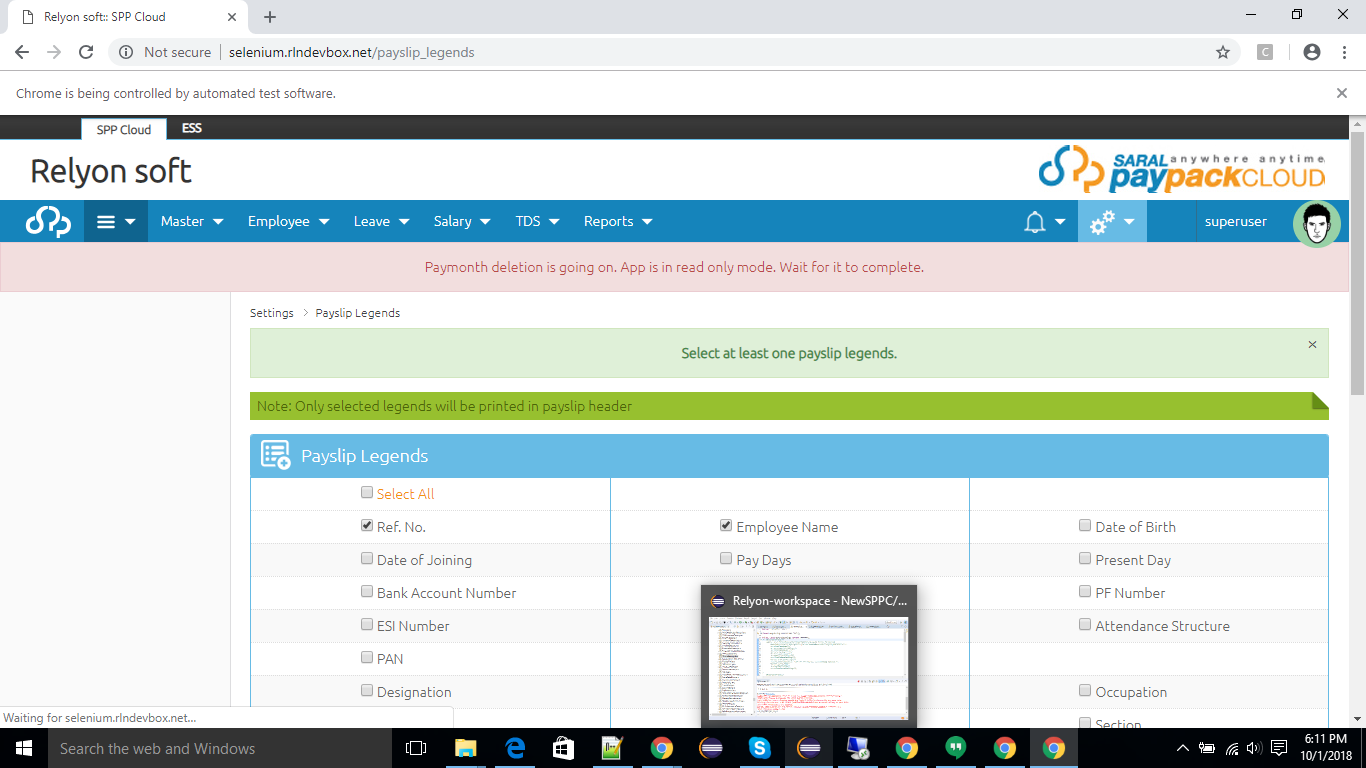 Relyon soft:: SPP Cloud
Not secure selenium.rlndevbox.net/payslip_legends
C
Chrome is being controlled by automated test software.
SPP Cloud ESS
Relyon soft
SARAL anywhere anytime
paypackCLOUD
Master Employee Leave Salary TDS Reports superuser
Paymonth deletion is going on. App is in read only mode. Wait for it to complete.
Settings > Payslip Legends
Select at least one payslip legends.
Note: Only selected legends will be printed in payslip header
Payslip Legends
Select All
Ref. No. Employee Name Date of Birth
Date of Joining Pay Days Present Day
Bank Account Number PF Number
ESI Number Attendance Structure
PAN
Designation Occupation
Section
Relyon-workspace - NewSPPC/...
Waiting for selenium.rlndevbox.net...
Search the web and Windows
6:11 PM
10/1/2018